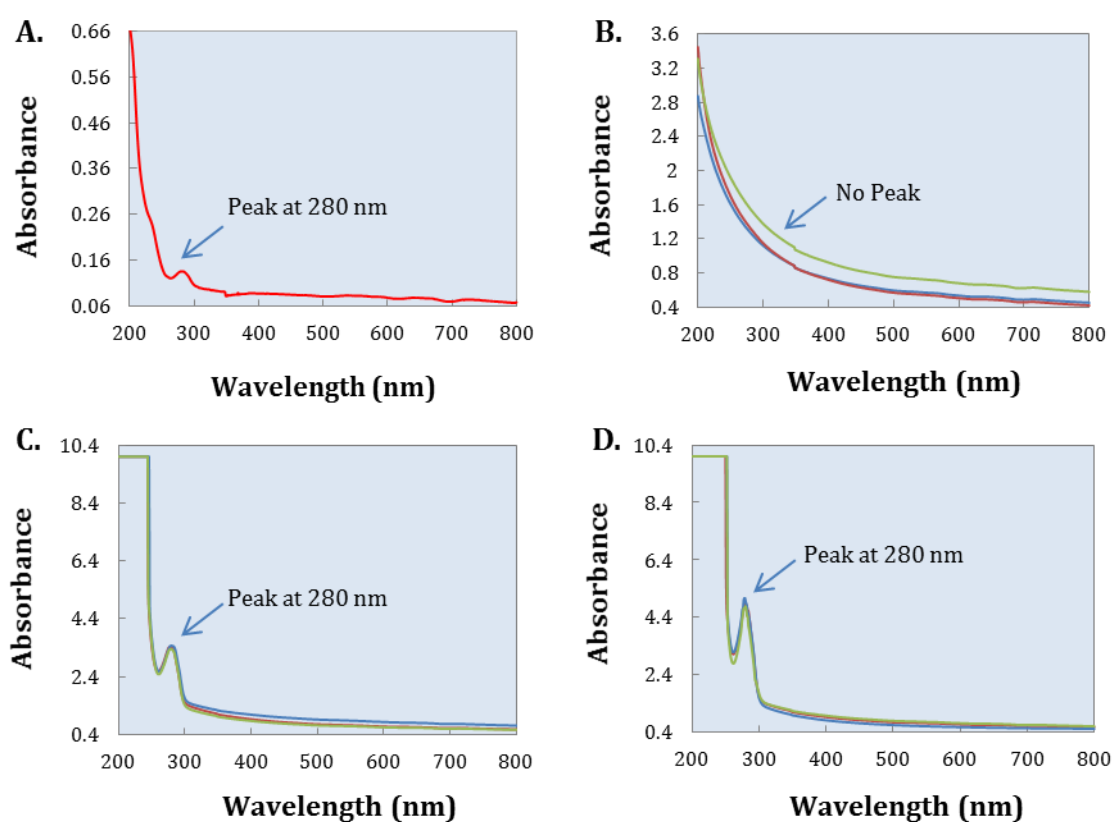 A.
Absorbance
0.66
0.56
0.46
0.36
0.26
0.16
0.06
Peak at 280 nm
200 300 400 500 600 700 800
Wavelength (nm)
B.
Absorbance
3.6
3.2
2.8
2.4
2
1.6
1.2
0.8
0.4
No Peak
200 300 400 500 600 700 800
Wavelength (nm)
C.
Absorbance
10.4
8.4
6.4
4.4
2.4
0.4
Peak at 280 nm
200 300 400 500 600 700 800
Wavelength (nm)
D.
Absorbance
10.4
8.4
6.4
4.4
2.4
0.4
Peak at 280 nm
200 300 400 500 600 700 800
Wavelength (nm)